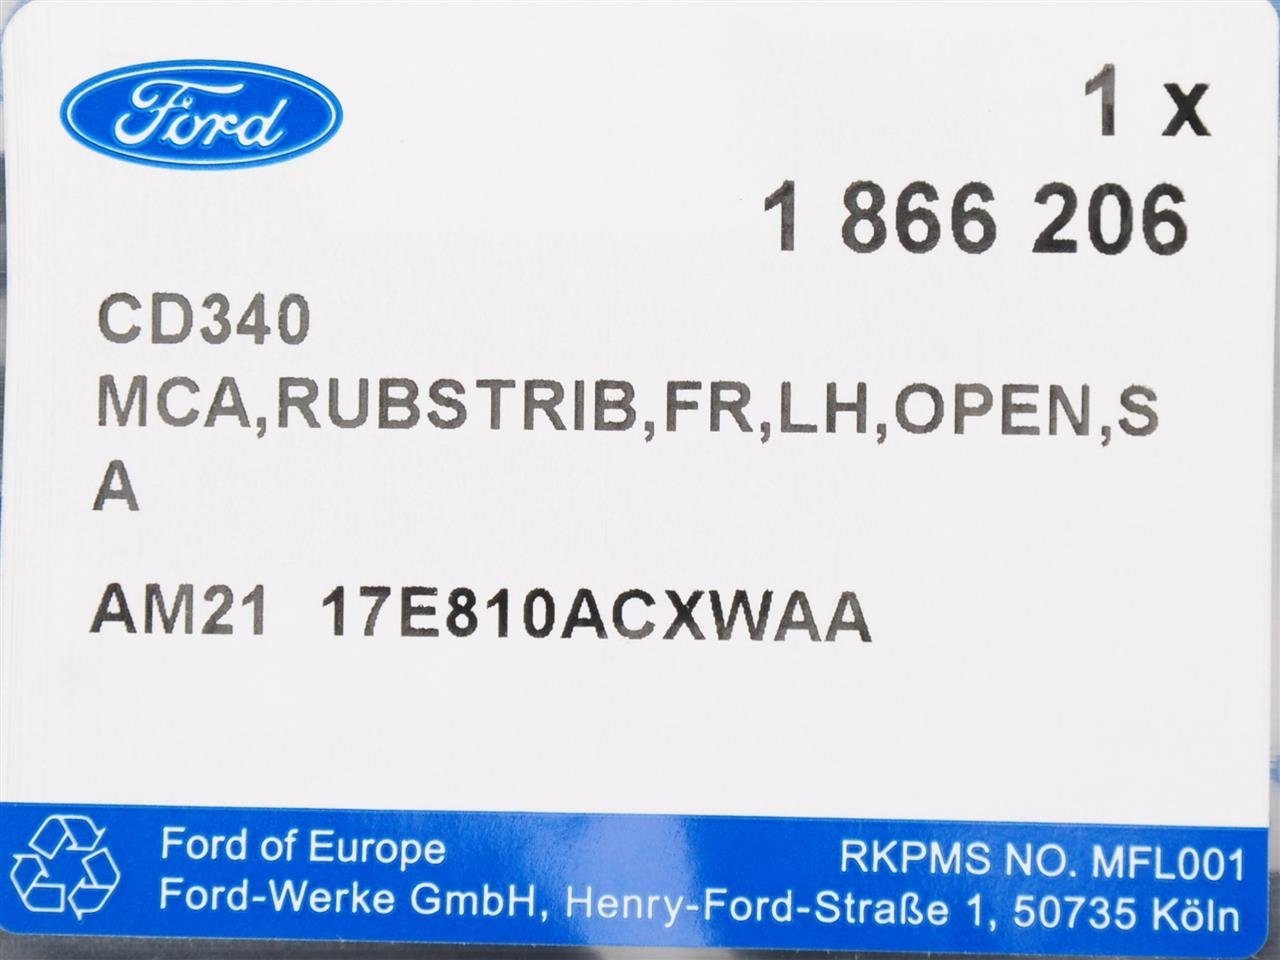 Ford
1 x
1 866 206
CD340
MCA,RUBSTRIB,FR,LH,OPEN,S
A
AM21 17E810ACXWAA
Ford of Europe
RKPMS NO. MFL001
Ford-Werke GmbH, Henry-Ford-Straße 1, 50735 Köln